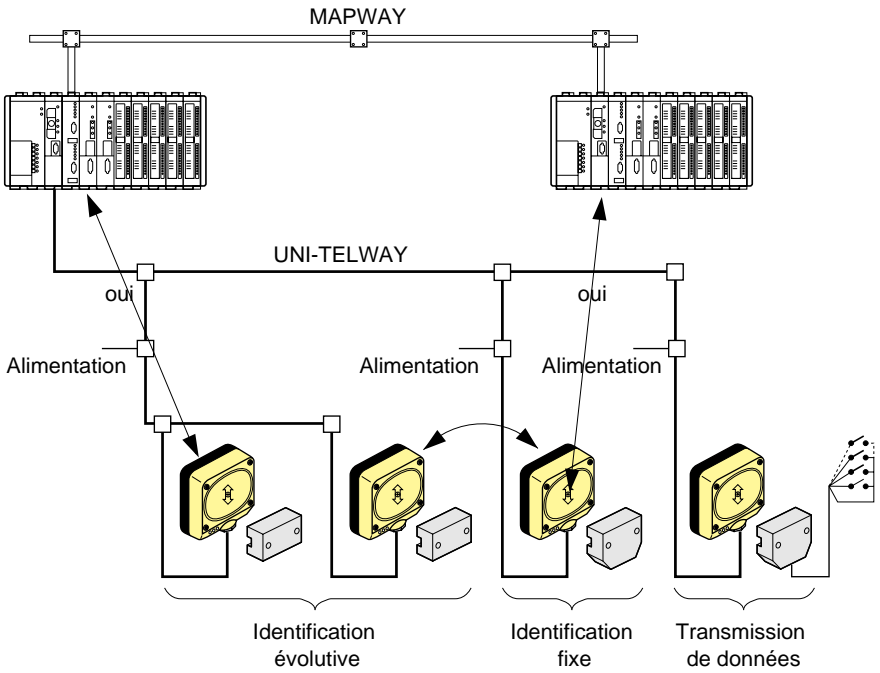 MAPWAY
UNI-TELWAY
oui
oui
Alimentation
Alimentation
Alimentation
Identification
évolutive
Identification
fixe
Transmission
de données